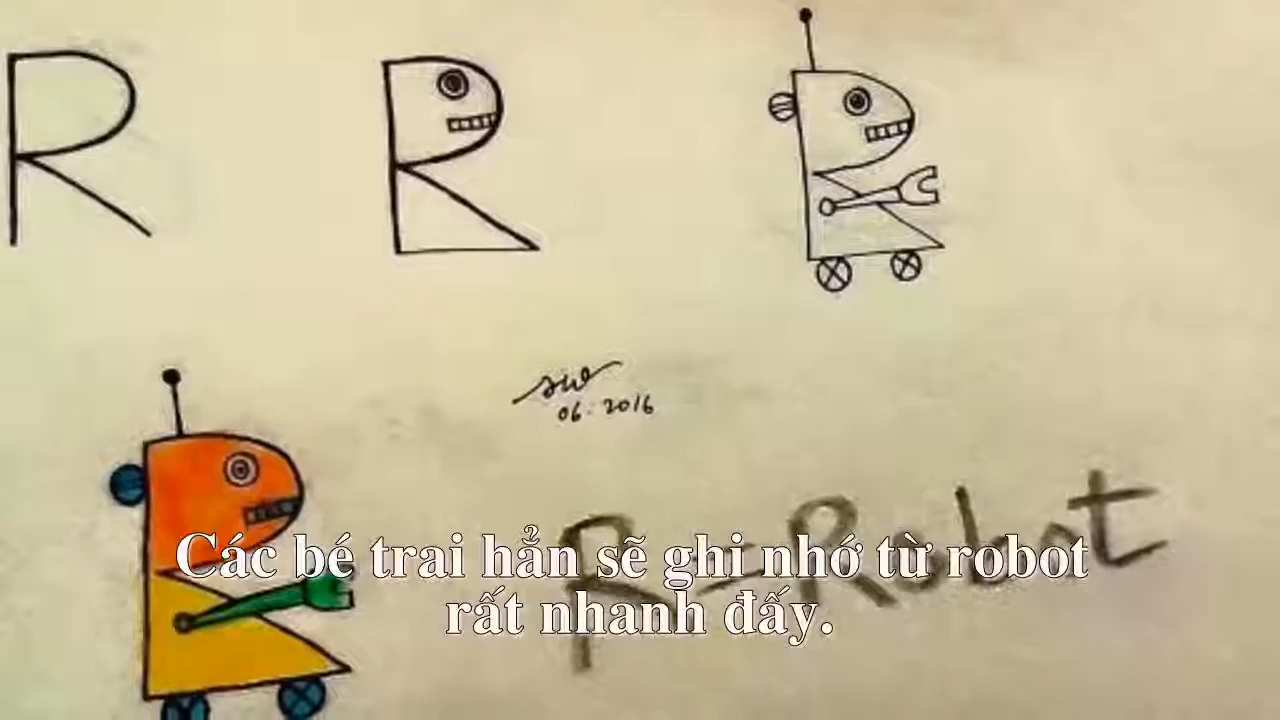 R
06.2016
R=Robot
Các bé trai hẳn sẽ ghi nhớ từ robot
rất nhanh đấy.